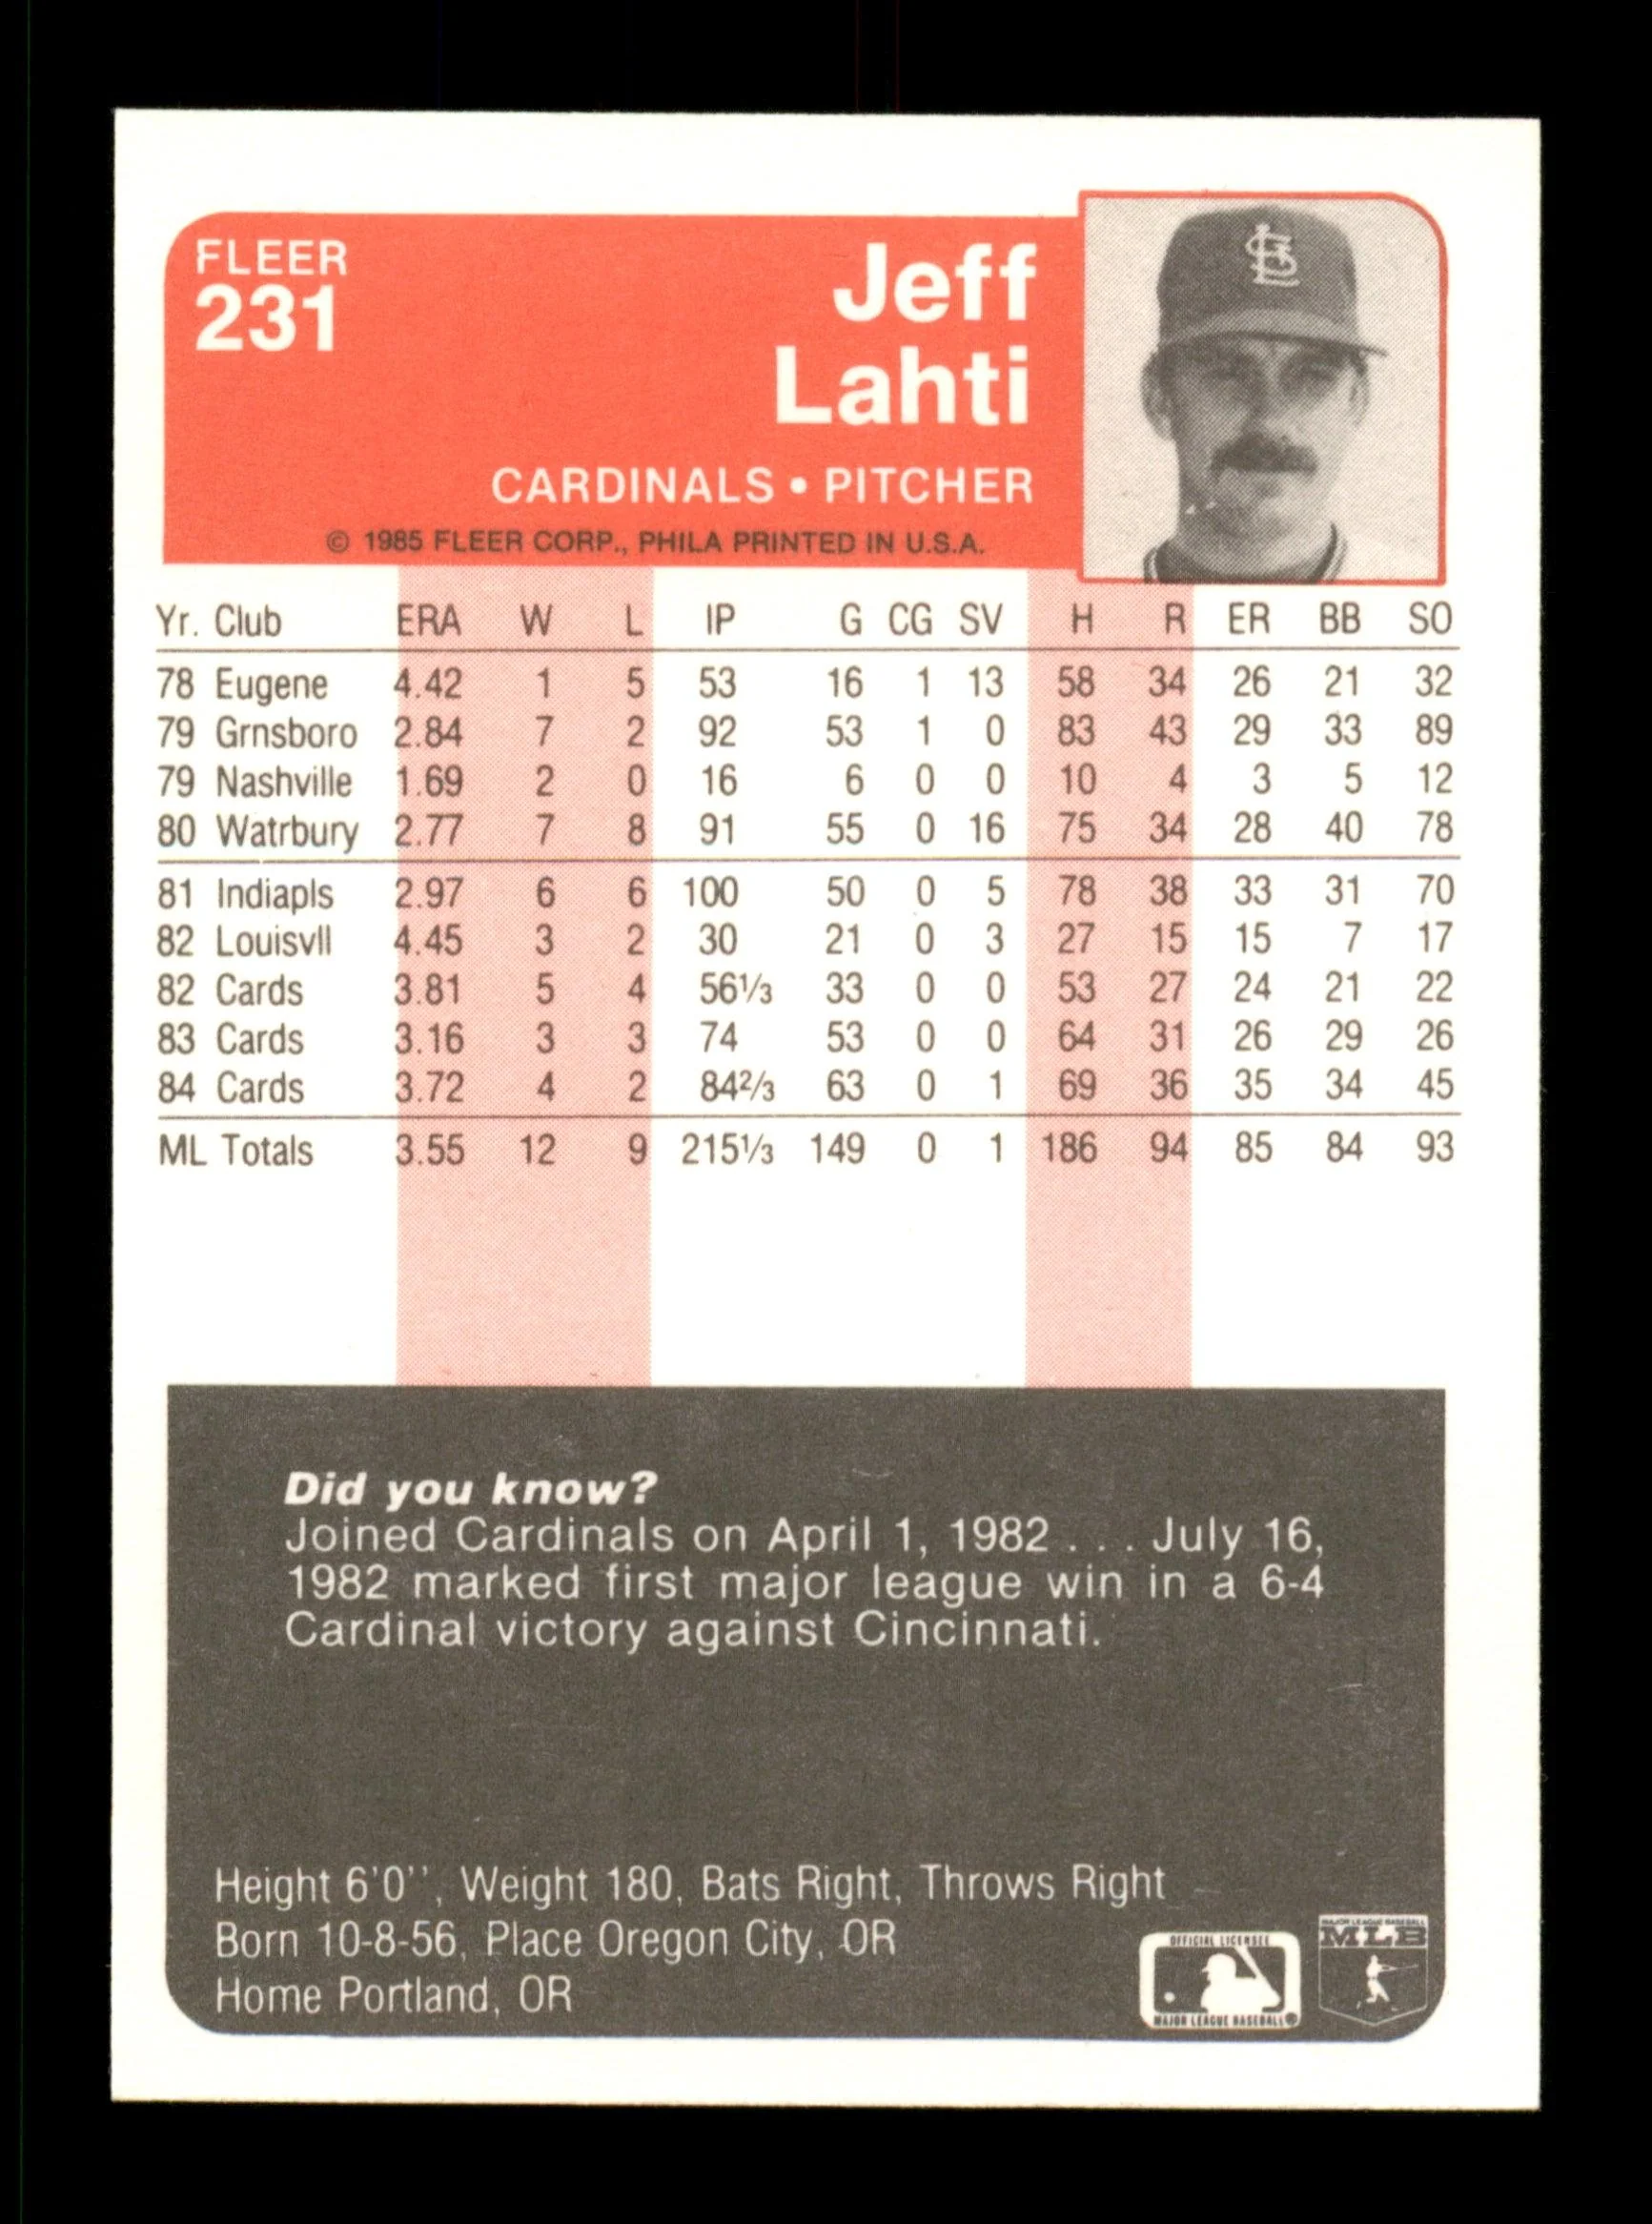 FLEER
231
Jeff
Lahti
CARDINALS • PITCHER
© 1985 FLEER CORP., PHILA PRINTED IN U.S.A.
Yr. Club ERA W L IP G CG SV H R ER BB SO
78 Eugene 4.42 1 5 53 16 1 13 58 34 26 21 32
79 Grnsboro 2.84 7 2 92 53 1 0 83 43 29 33 89
79 Nashville 1.69 2 0 16 6 0 0 10 4 3 5 12
80 Watrbury 2.77 7 8 91 55 0 16 75 34 28 40 78
81 Indiapls 2.97 6 6 100 50 0 5 78 38 33 31 70
82 Louisvll 4.45 3 2 30 21 0 3 27 15 15 7 17
82 Cards 3.81 5 4 56⅓ 33 0 0 53 27 24 21 22
83 Cards 3.16 3 3 74 53 0 0 64 31 26 29 26
84 Cards 3.72 4 2 84⅔ 63 0 1 69 36 35 34 45
ML Totals 3.55 12 9 215⅓ 149 0 1 186 94 85 84 93
Did you know?
Joined Cardinals on April 1, 1982 . . . July 16,
1982 marked first major league win in a 6-4
Cardinal victory against Cincinnati.
Height 6'0'', Weight 180, Bats Right, Throws Right
Born 10-8-56, Place Oregon City, OR
Home Portland, OR
OFFICIAL LICENSEE
MAJOR LEAGUE BASEBALL®
MAJOR LEAGUE BASEBALL
MLB